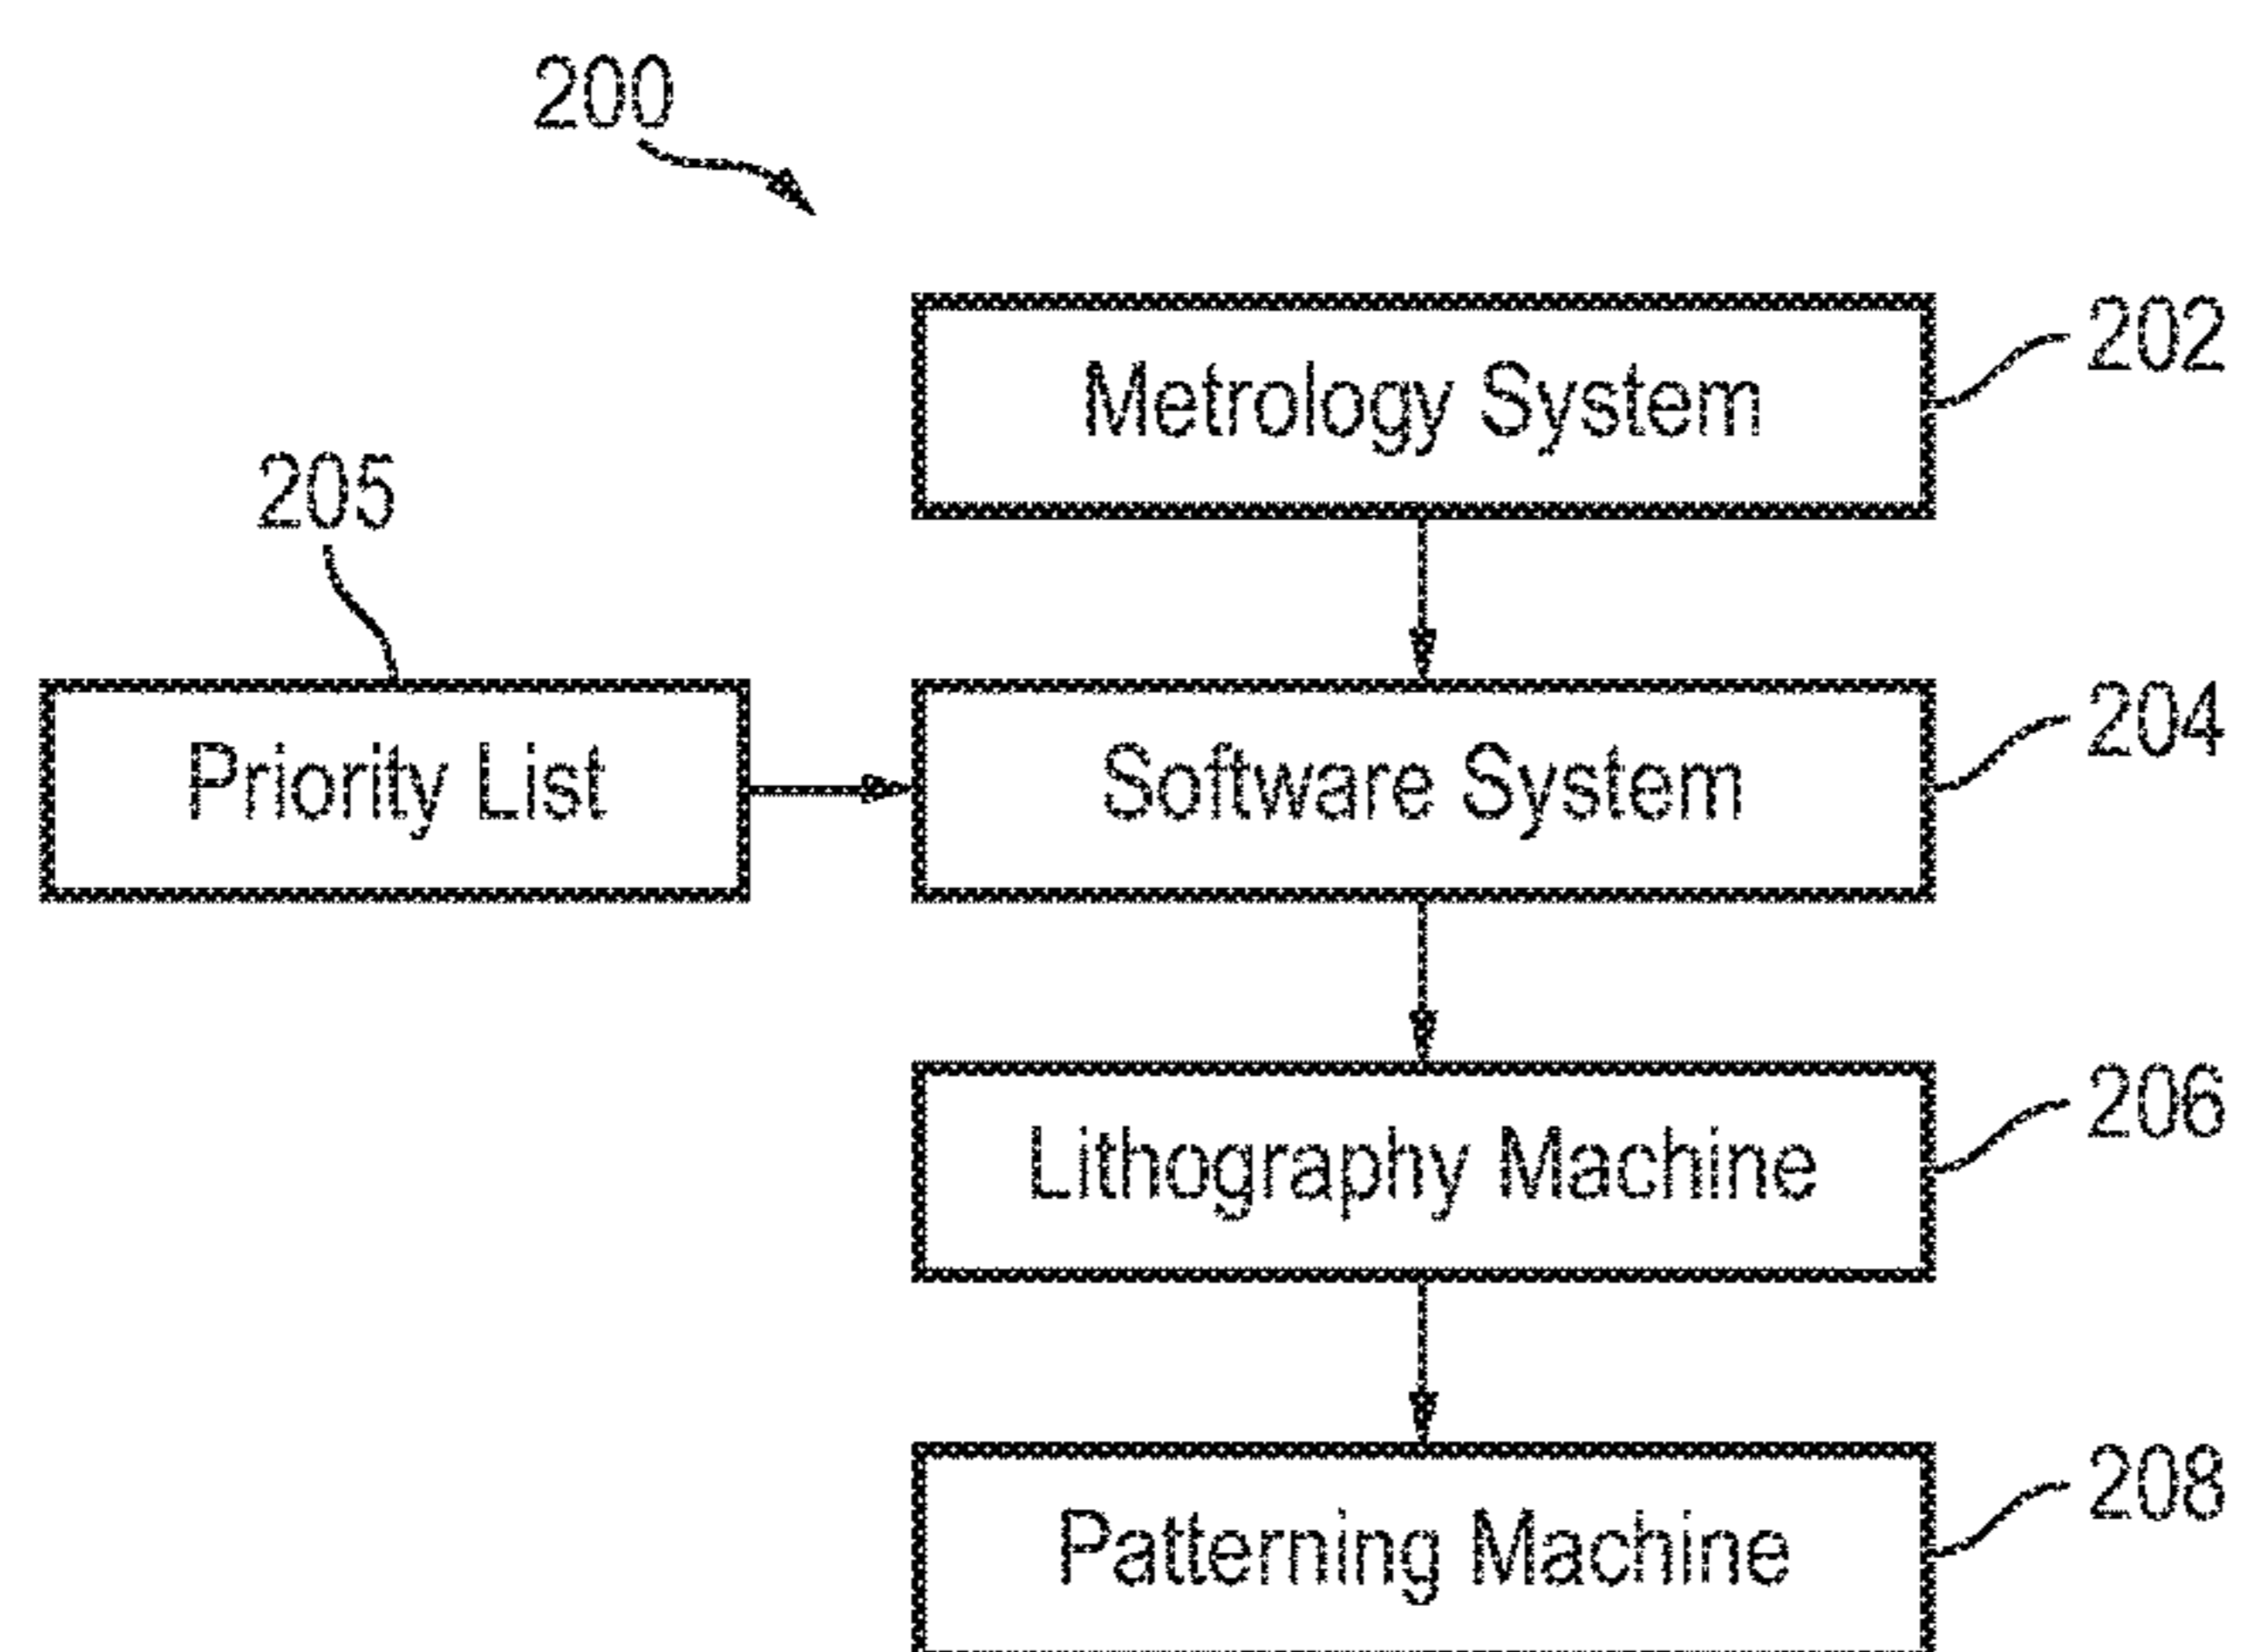 200
Metrology System
202
205
Priority List
Software System
204
Lithography Machine
206
Patterning Machine
208